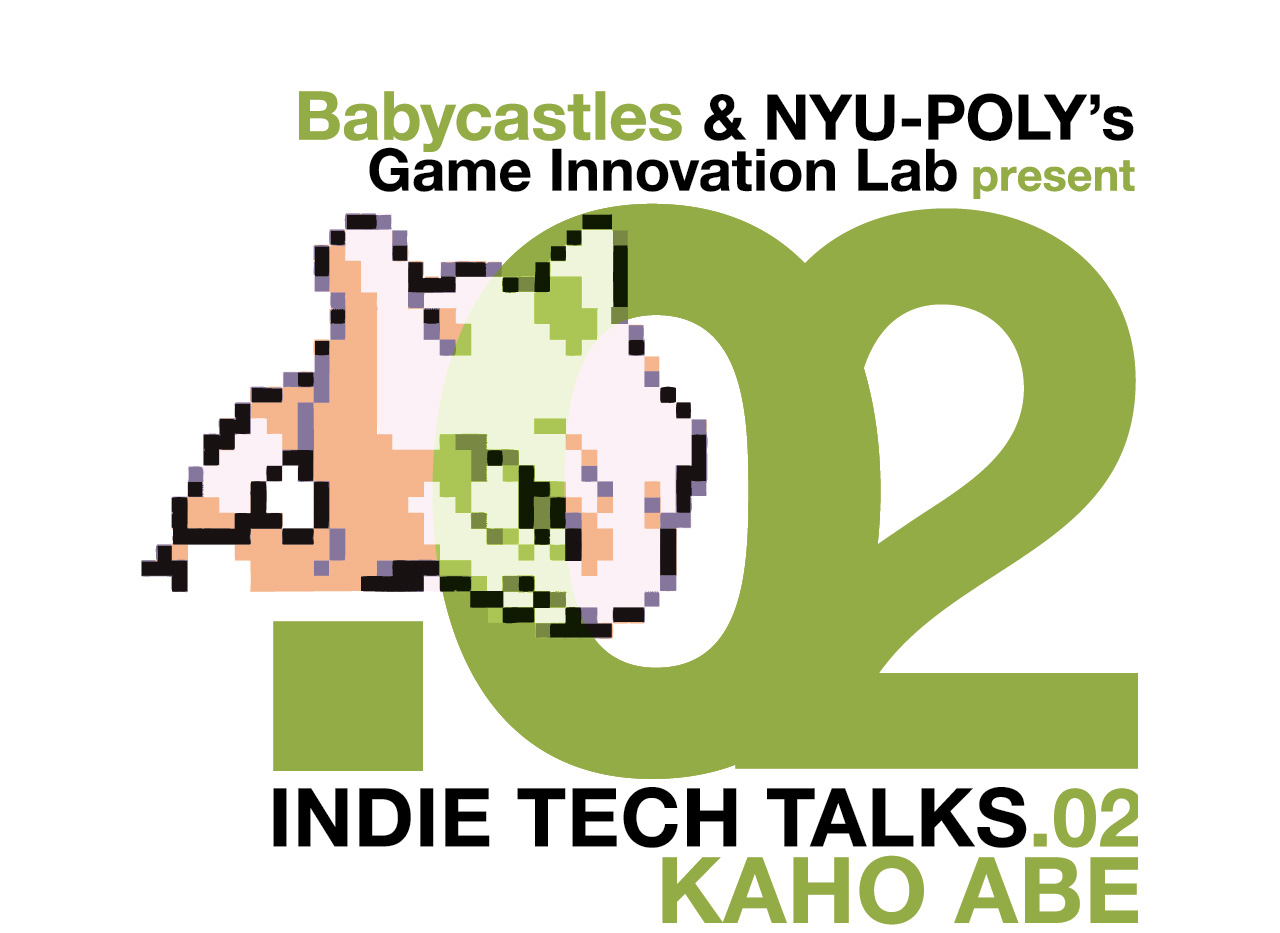 Babycastles & NYU-POLY’s
Game Innovation Lab present
.02
INDIE TECH TALKS.02
KAHO ABE